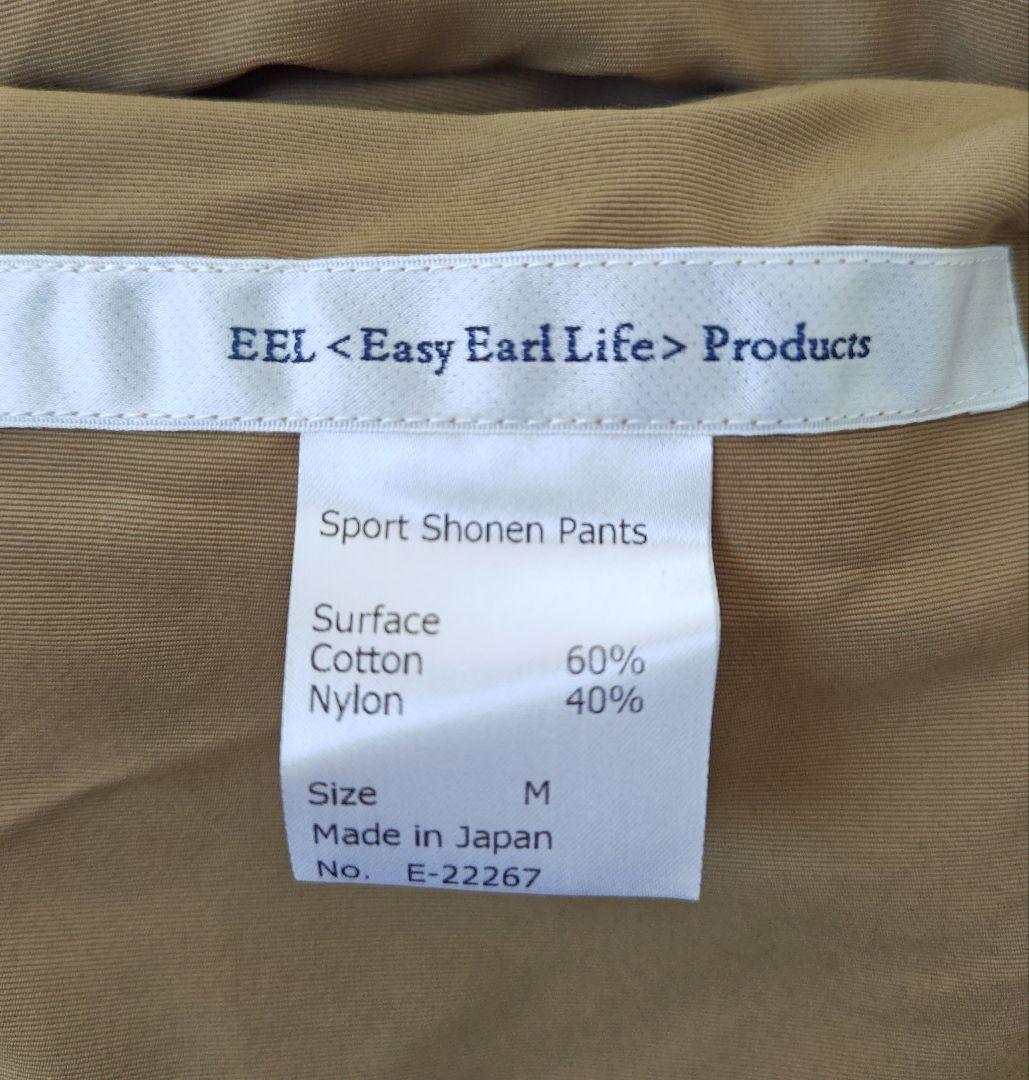 EEL <Easy Earl Life> Products
Sport Shonen Pants
Surface
Cotton 60%
Nylon 40%
Size M
Made in Japan
No. E-22267